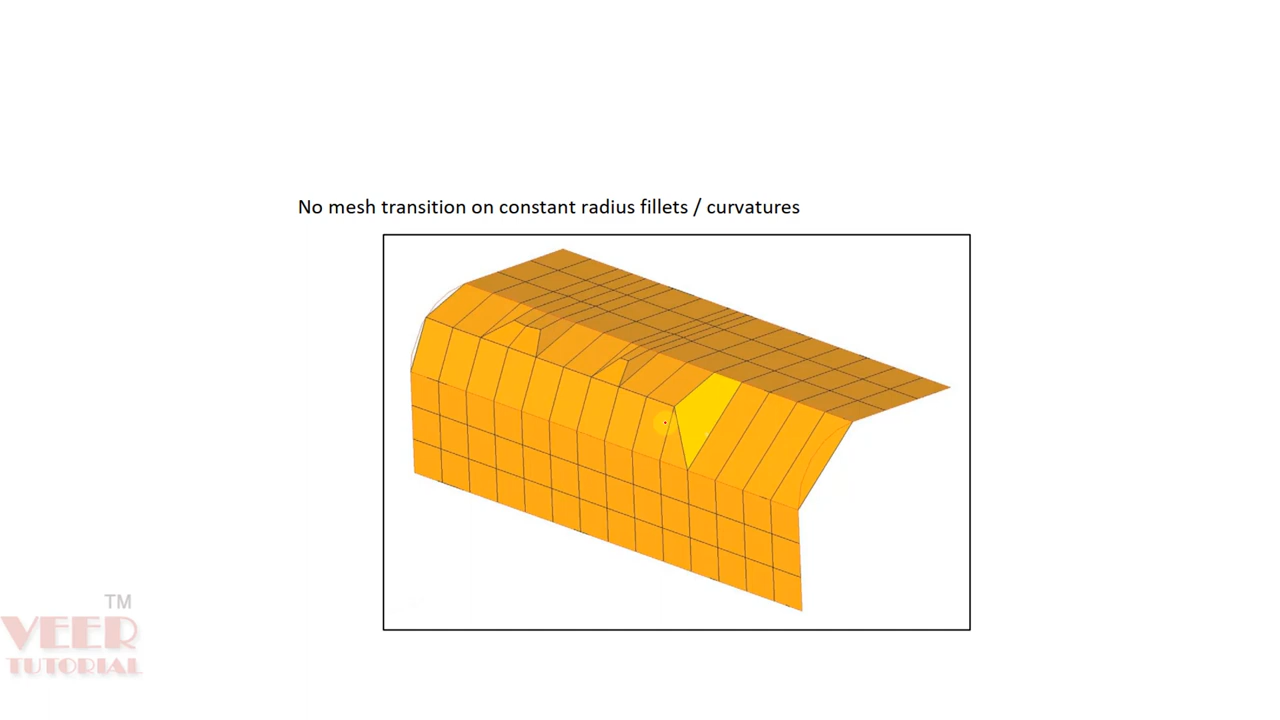 No mesh transition on constant radius fillets / curvatures
TM
VEER
TUTORIAL